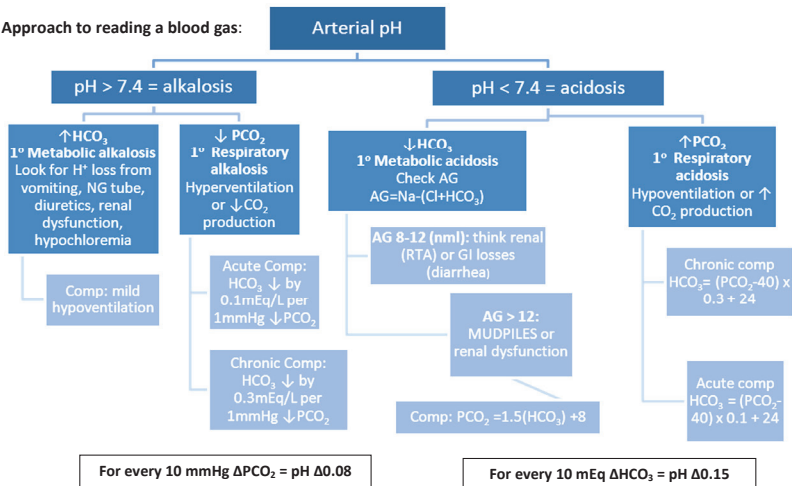 Approach to reading a blood gas:
Arterial pH
pH > 7.4 = alkalosis
pH < 7.4 = acidosis
↑HCO₃
1º Metabolic alkalosis
Look for H⁺ loss from
vomiting, NG tube,
diuretics, renal
dysfunction,
hypochloremia
Comp: mild
hypoventilation
↓ PCO₂
1º Respiratory
alkalosis
Hyperventilation
or ↓CO₂
production
Acute Comp:
HCO₃ ↓ by
0.1mEq/L per
1mmHg ↓PCO₂
Chronic Comp:
HCO₃ ↓ by
0.3mEq/L per
1mmHg ↓PCO₂
↓HCO₃
1º Metabolic acidosis
Check AG
AG=Na-(Cl+HCO₃)
AG 8-12 (nml): think renal
(RTA) or GI losses
(diarrhea)
AG > 12:
MUDPILES or
renal dysfunction
Comp: PCO₂ =1.5(HCO₃) +8
↑PCO₂
1º Respiratory
acidosis
Hypoventilation or ↑
CO₂ production
Chronic comp
HCO₃= (PCO₂-40) x
0.3 + 24
Acute comp
HCO₃ = (PCO₂-
40) x 0.1 + 24
For every 10 mmHg ΔPCO₂ = pH Δ0.08
For every 10 mEq ΔHCO₃ = pH Δ0.15